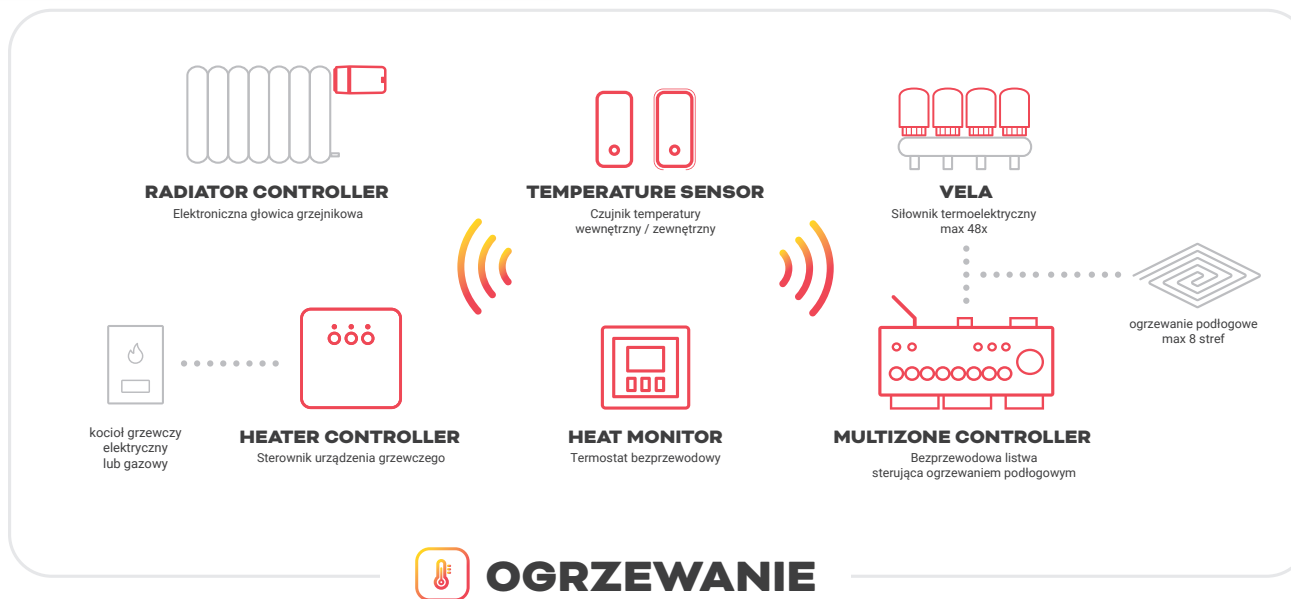 RADIATOR CONTROLLER
Elektroniczna głowica grzejnikowa
TEMPERATURE SENSOR
Czujnik temperatury
wewnętrzny / zewnętrzny
VELA
Siłownik termoelektryczny
max 48x
ogrzewanie podłogowe
max 8 stref
kocioł grzewczy
elektryczny
lub gazowy
HEATER CONTROLLER
Sterownik urządzenia grzewczego
HEAT MONITOR
Termostat bezprzewodowy
MULTIZONE CONTROLLER
Bezprzewodowa listwa
sterująca ogrzewaniem podłogowym
OGRZEWANIE